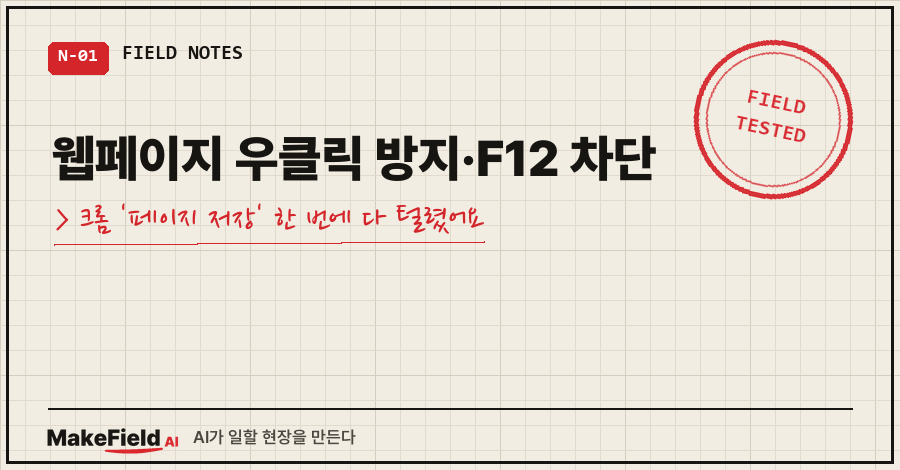 N-01 FIELD NOTES
FIELD
TESTED
웹페이지 우클릭 방지·F12 차단
> 크롬 '페이지 저장' 한 번에 다 털렸어요
MakeField AI AI가 일할 현장을 만든다